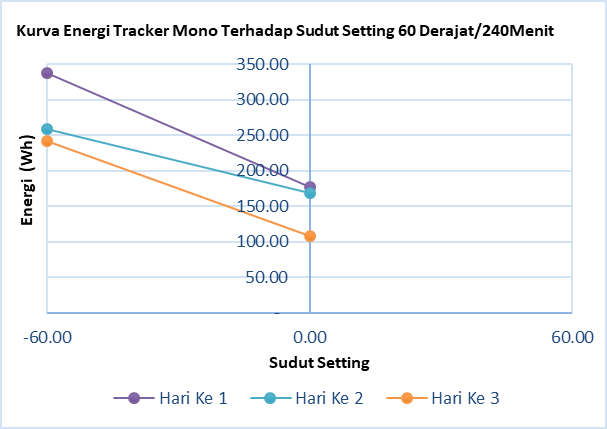 Kurva Energi Tracker Mono Terhadap Sudut Setting 60 Derajat/240Menit
350.00
300.00
250.00
200.00
150.00
100.00
50.00
-
Energi (Wh)
-60.00 0.00 60.00
Sudut Setting
Hari Ke 1 Hari Ke 2 Hari Ke 3